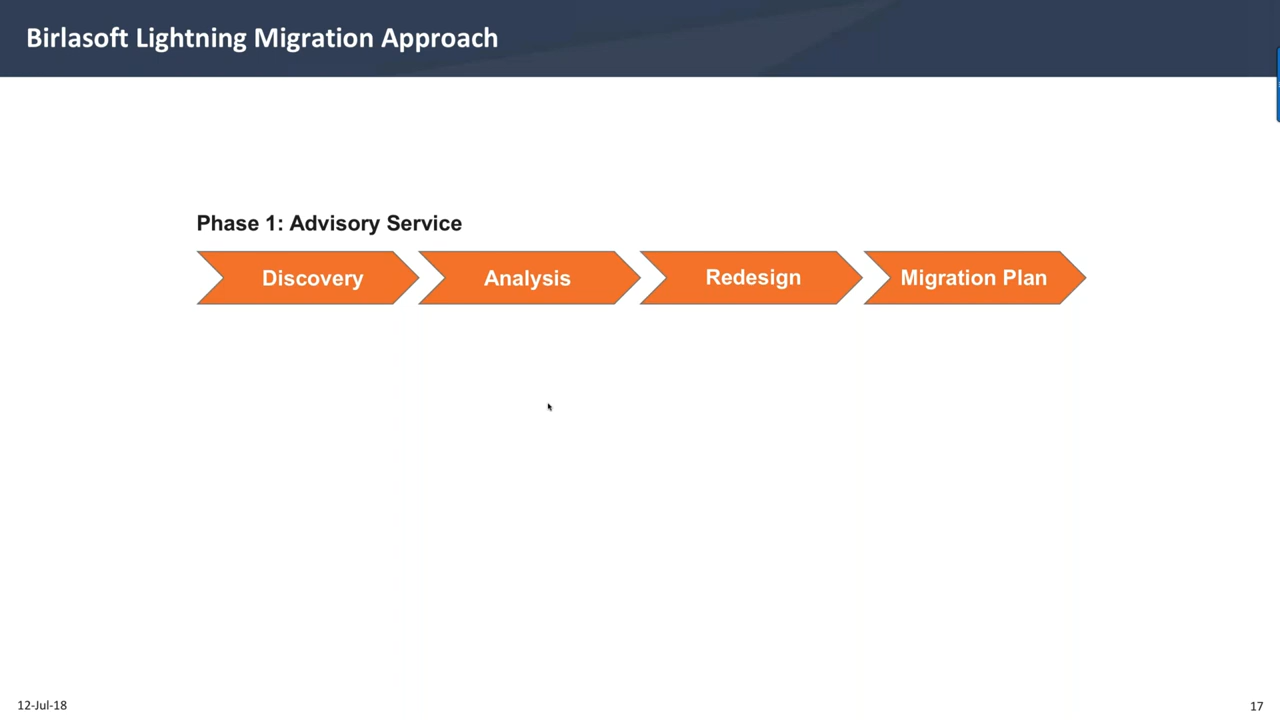 Birlasoft Lightning Migration Approach
Phase 1: Advisory Service
Discovery
Analysis
Redesign
Migration Plan
12-Jul-18
17